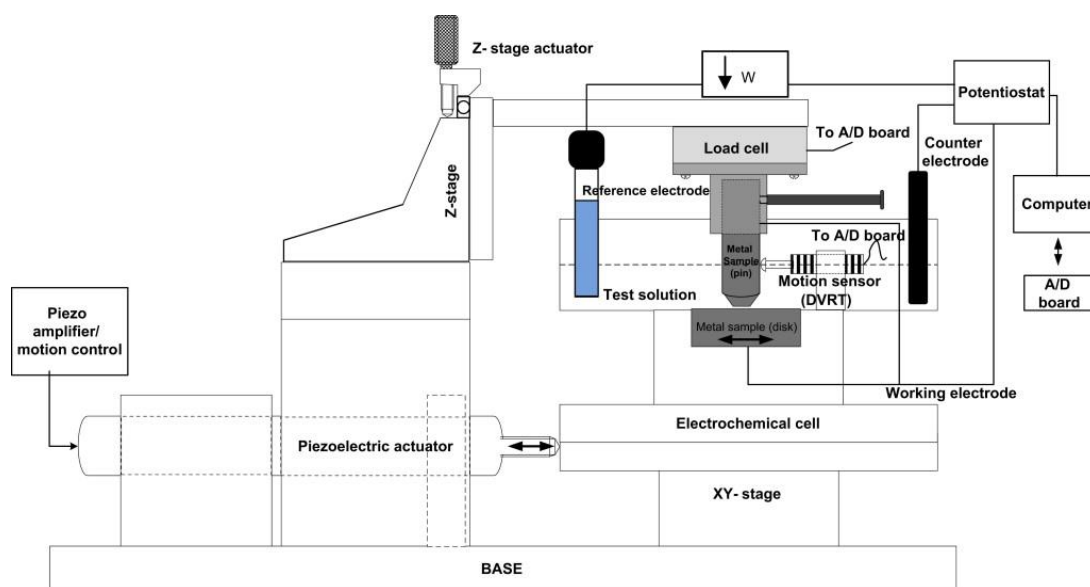 Z- stage actuator
W
Potentiostat
To A/D board
Counter
electrode
Load cell
Z-stage
Reference electrode
Computer
To A/D board
Metal
Sample
(pin)
Motion sensor
(DVRT)
Test solution
A/D
board
Piezo
amplifier/
motion control
Metal sample (disk)
Working electrode
Electrochemical cell
Piezoelectric actuator
XY- stage
BASE